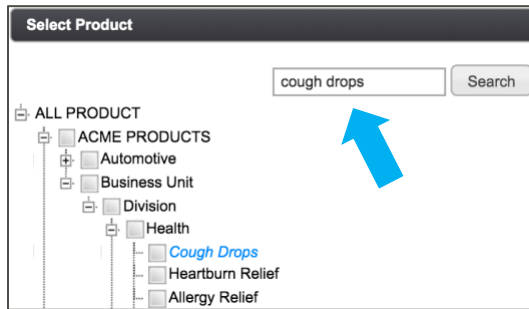 Select Product
cough drops Search
ALL PRODUCT
ACME PRODUCTS
Automotive
Business Unit
Division
Health
Cough Drops
Heartburn Relief
Allergy Relief